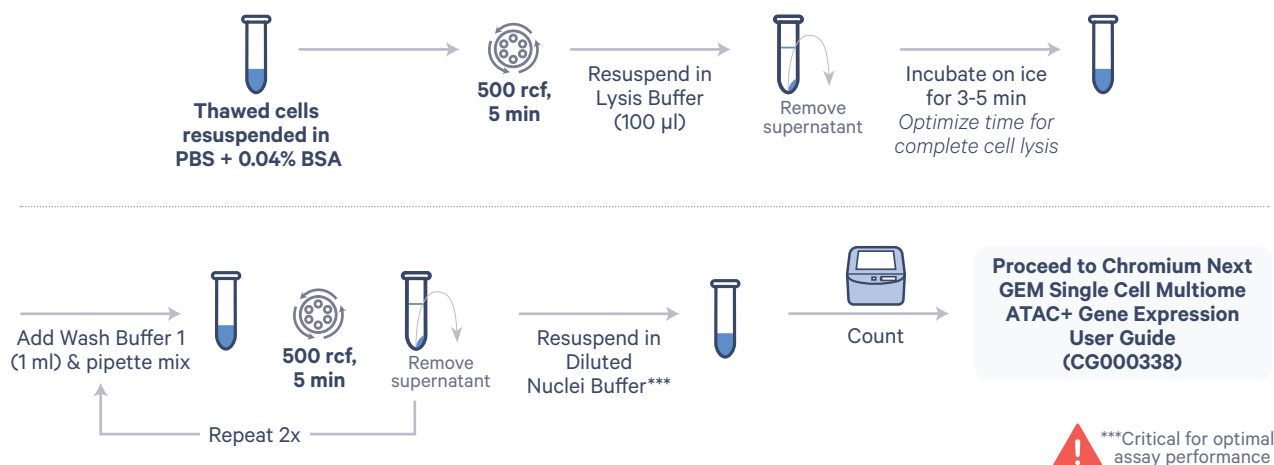 Thawed cells
resuspended in
PBS + 0.04% BSA
500 rcf,
5 min
Resuspend in
Lysis Buffer
(100 µl)
Remove
supernatant
Incubate on ice
for 3-5 min
Optimize time for
complete cell lysis
Add Wash Buffer 1
(1 ml) & pipette mix
500 rcf,
5 min
Remove
supernatant
Repeat 2x
Resuspend in
Diluted
Nuclei Buffer***
Count
Proceed to Chromium Next
GEM Single Cell Multiome
ATAC+ Gene Expression
User Guide
(CG000338)
***Critical for optimal
assay performance